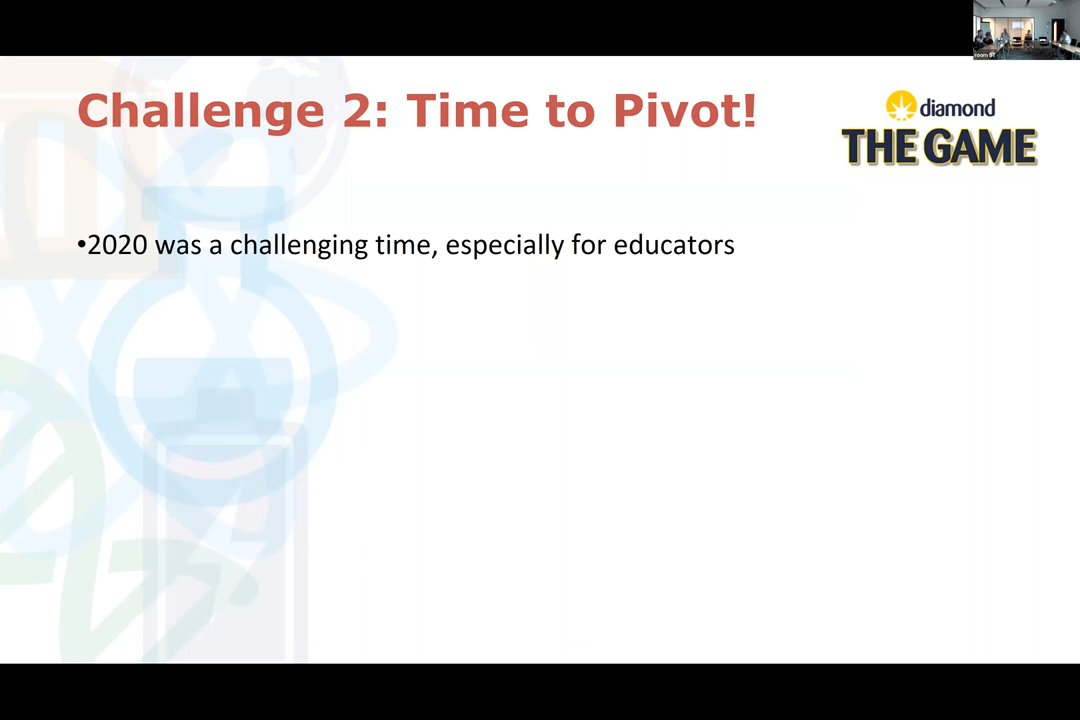 Challenge 2: Time to Pivot!
diamond
THE GAME
•2020 was a challenging time, especially for educators